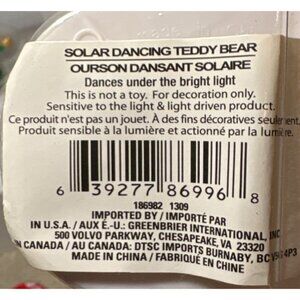 SOLAR DANCING TEDDY BEAR
OURSON DANSANT SOLAIRE
Dances under the bright light
This is not a toy. For decoration only.
Sensitive to the light & light driven product.
Ce produit n'est pas un jouet. À des fins décoratives seulement.
Produit sensible à la lumière et actionné par la lumière.
6 39277 86996 8
186982 1309
IMPORTED BY / IMPORTÉ PAR
IN U.S.A. / AUX É.-U.: GREENBRIER INTERNATIONAL, INC.
500 VOLVO PARKWAY, CHESAPEAKE, VA 23320
IN CANADA / AU CANADA: DTSC IMPORTS BURNABY, BC 4P3
MADE IN CHINA / FABRIQUÉ EN CHINE